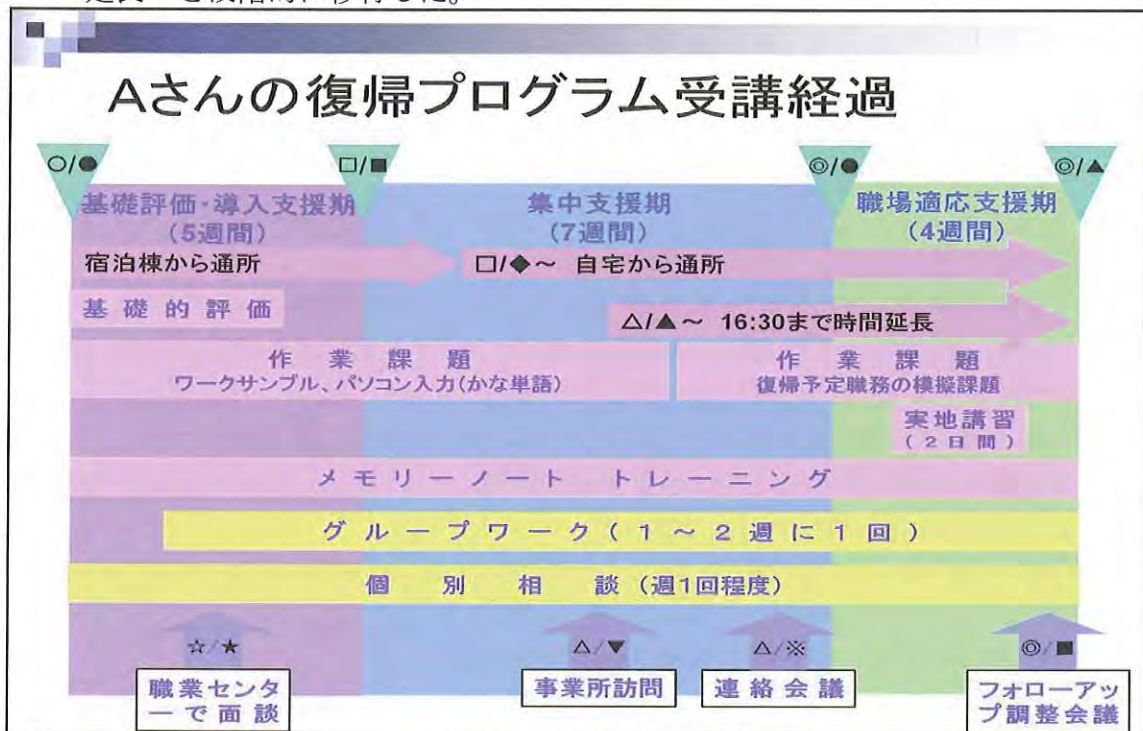 Aさんの復帰プログラム受講経過
○/●
□/■
◎/●
◎/▲
基礎評価・導入支援期
(5週間)
集中支援期
(7週間)
職場適応支援期
(4週間)
宿泊棟から通所
□/◆～ 自宅から通所
基礎的評価
△/▲～ 16:30まで時間延長
作業課題
ワークサンプル、パソコン入力(かな単語)
作業課題
復帰予定職務の模擬課題
実地講習
(2日間)
メモリーノート トレーニング
グループワーク(1～2週に1回)
個別相談(週1回程度)
☆/★
△/▼
△/※
◎/■
職業センタ
ーで面談
事業所訪問
連絡会議
フォローアッ
プ調整会議